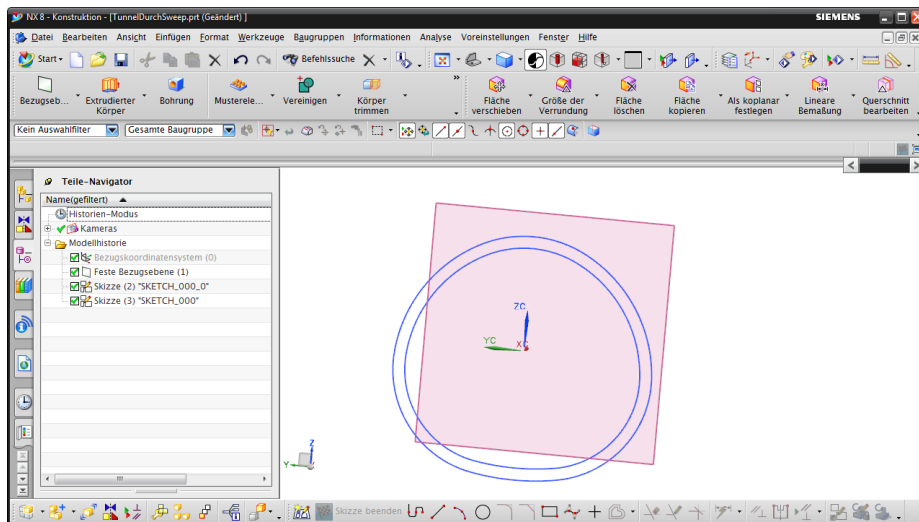 NX 8 - Konstruktion - [TunnelDurchSweep.prt (Geändert) ]
SIEMENS
Datei Bearbeiten Ansicht Einfügen Format Werkzeuge Baugruppen Informationen Analyse Voreinstellungen Fenster Hilfe
Start
Befehlssuche
Bezugseb... Extrudierter Körper Bohrung Musterele... Vereinigen Körper trimmen » Fläche verschieben Größe der Verrundung Fläche löschen Fläche kopieren Als koplanar festlegen Lineare Bemaßung Querschnitt bearbeiten
Kein Auswahlfilter Gesamte Baugruppe
Teile-Navigator
Name(gefiltert)
Historien-Modus
Kameras
Modellhistorie
Bezugskoordinatensystem (0)
Feste Bezugsebene (1)
Skizze (2) "SKETCH_000_0"
Skizze (3) "SKETCH_000"
ZC
YC
XC
Z
Y
Skizze beenden